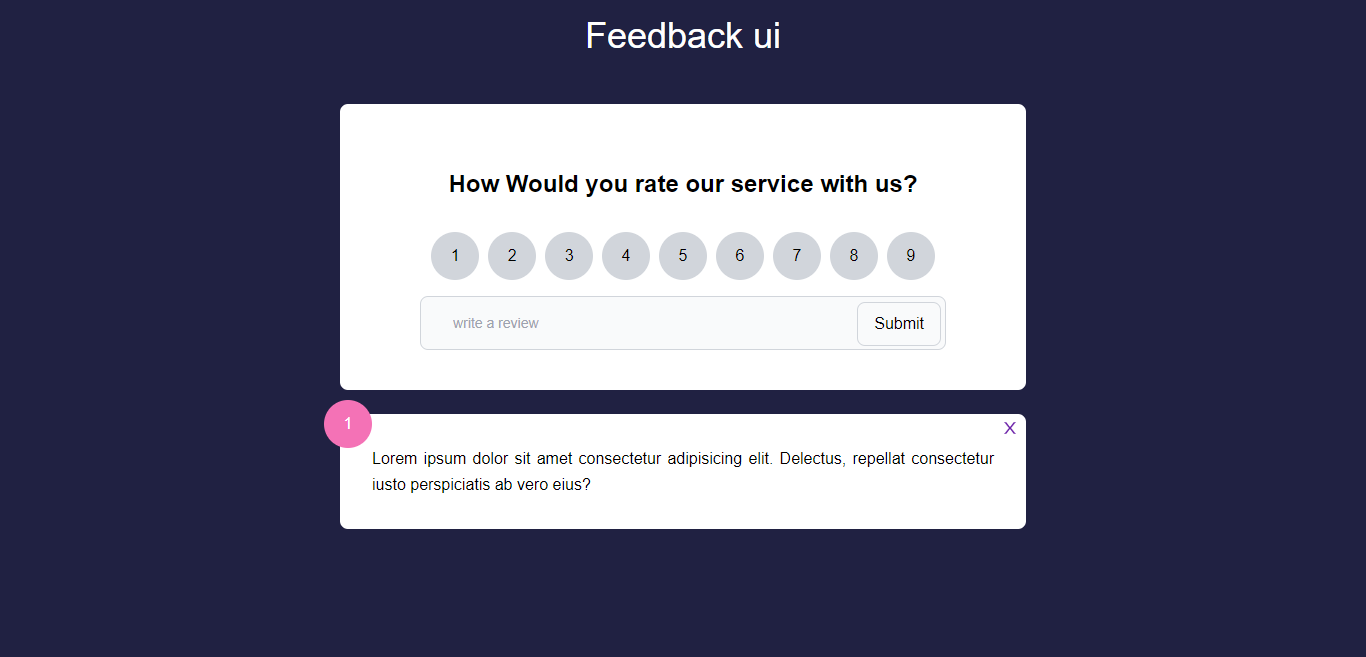 Feedback ui
How Would you rate our service with us?
1 2 3 4 5 6 7 8 9
write a review Submit
1 X
Lorem ipsum dolor sit amet consectetur adipisicing elit. Delectus, repellat consectetur
iusto perspiciatis ab vero eius?